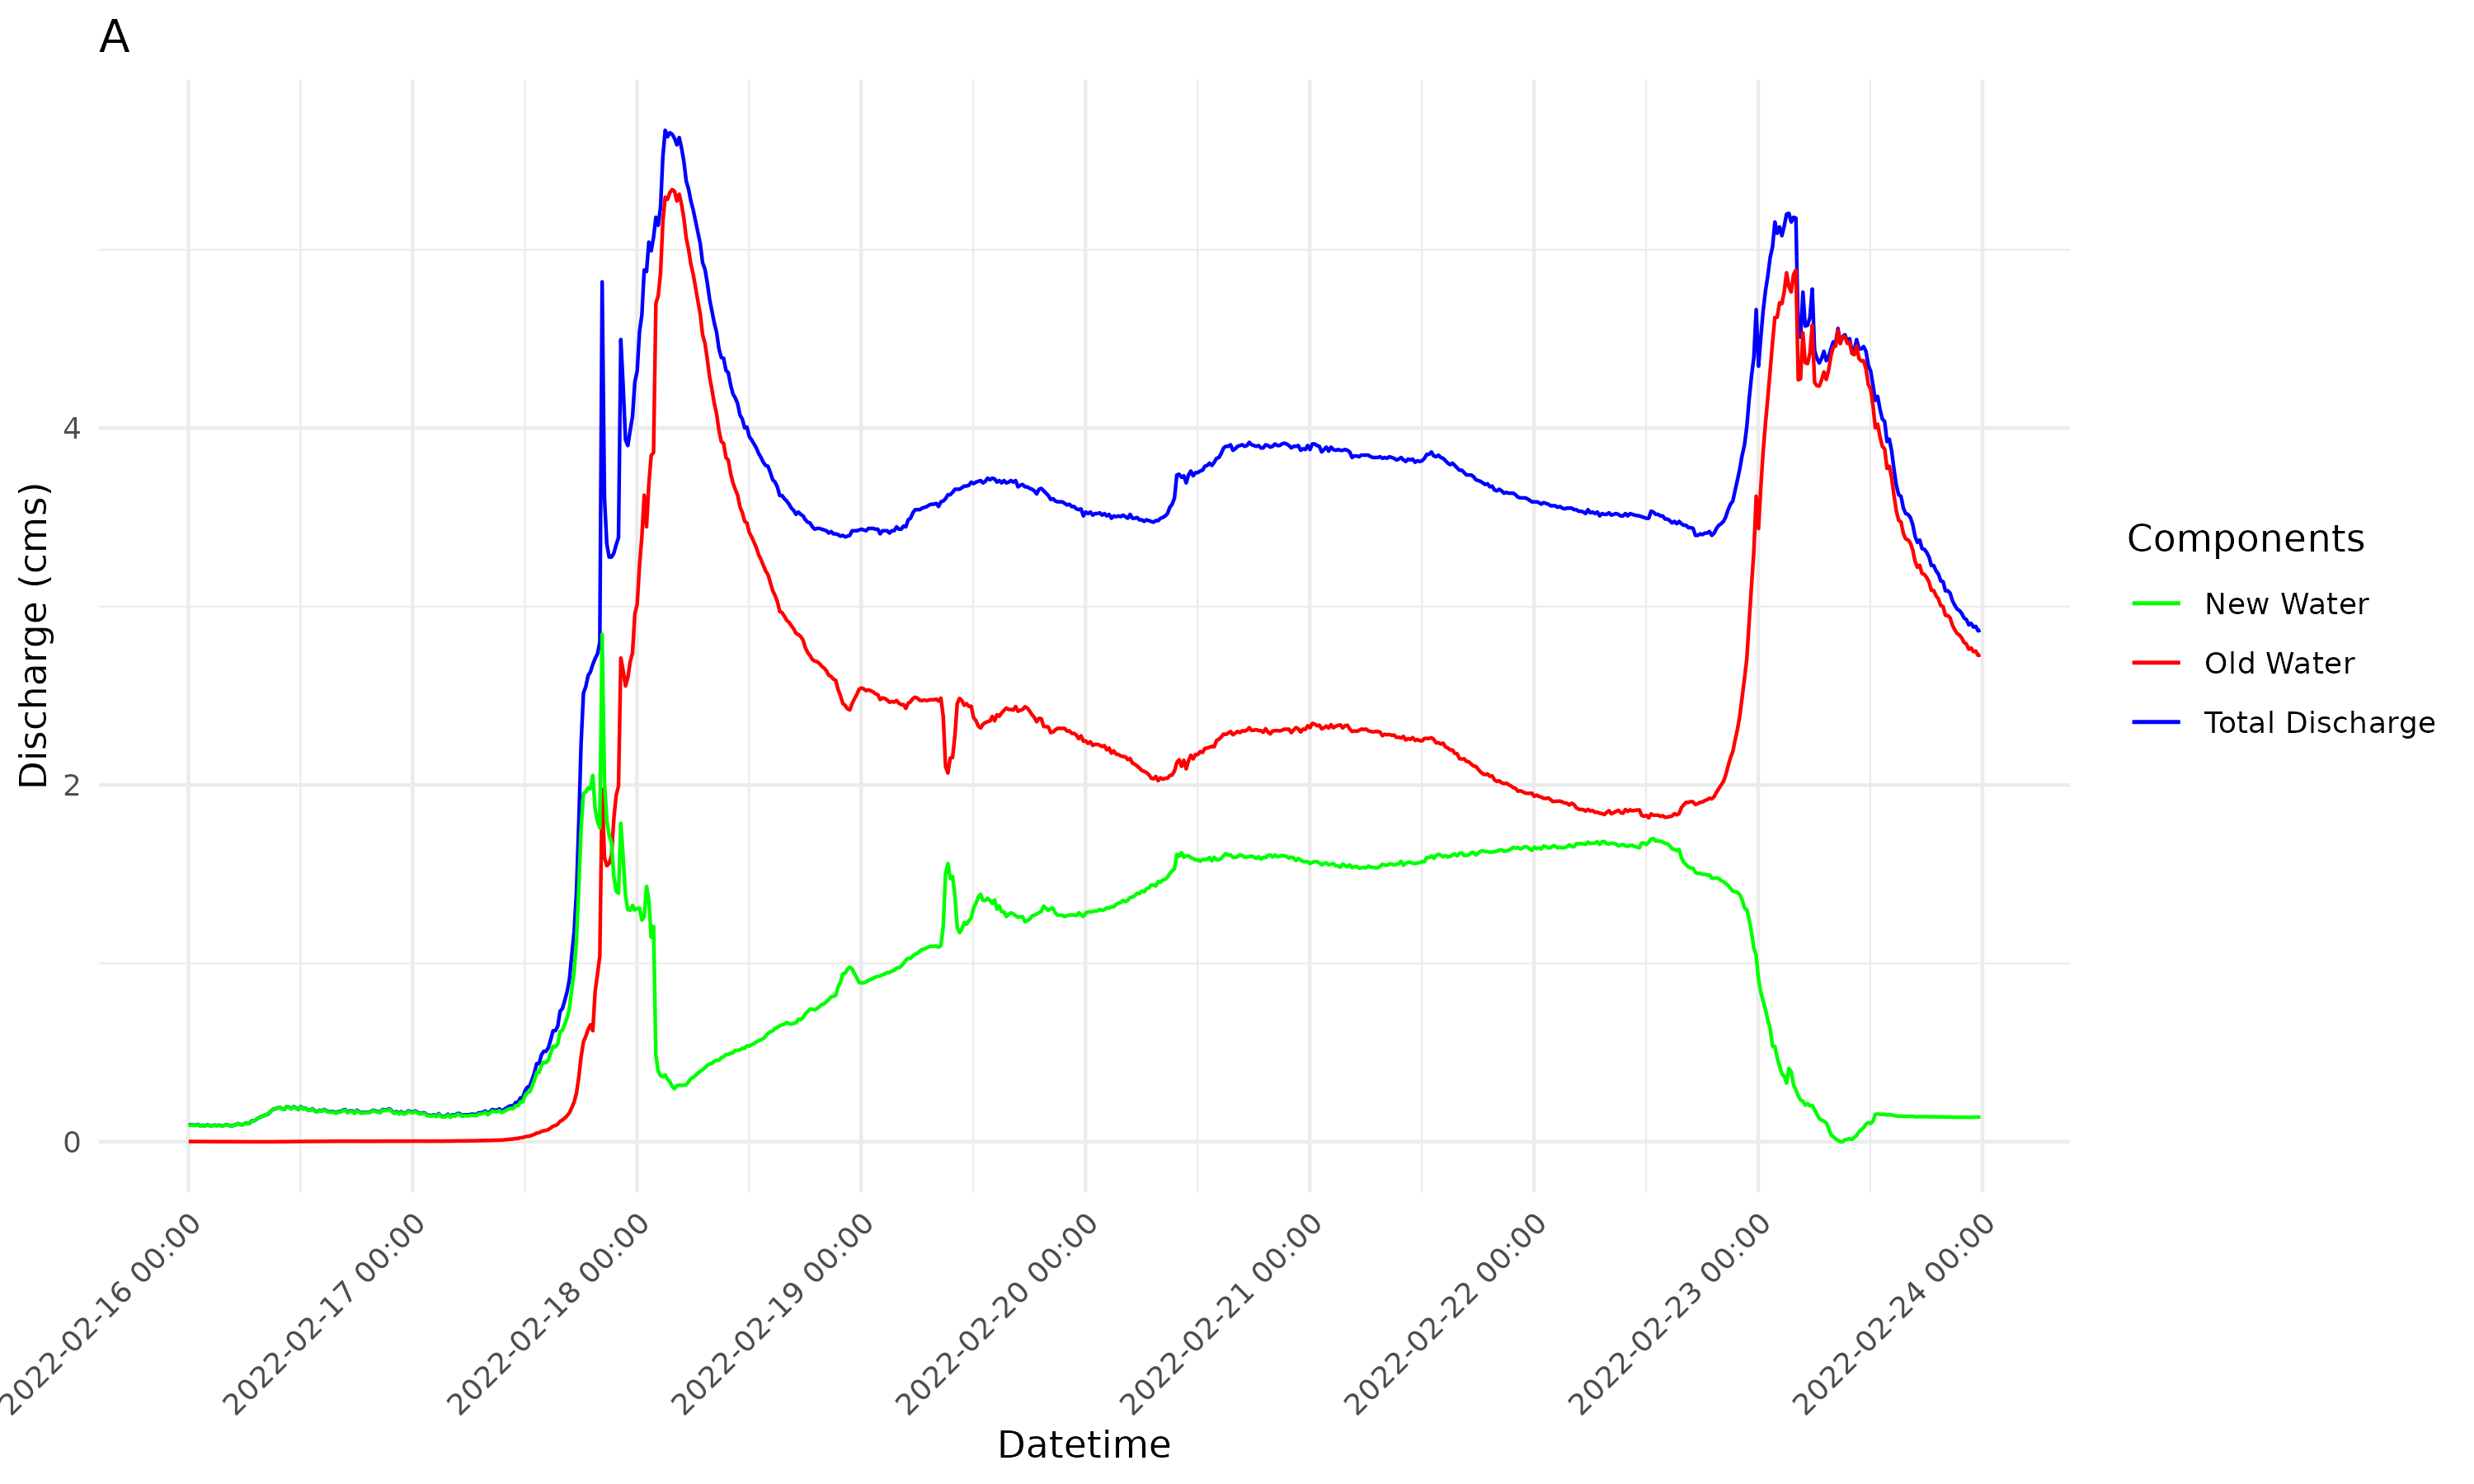 A
Discharge (cms)
4
2
0
2022-02-16 00:00
2022-02-17 00:00
2022-02-18 00:00
2022-02-19 00:00
2022-02-20 00:00
2022-02-21 00:00
2022-02-22 00:00
2022-02-23 00:00
2022-02-24 00:00
Datetime
Components
New Water
Old Water
Total Discharge